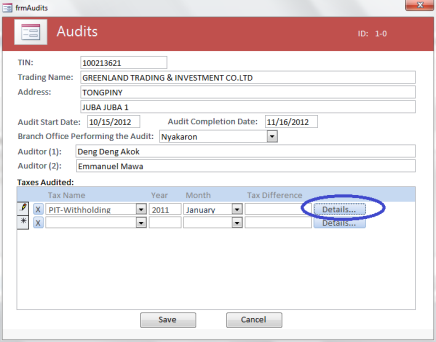 frmAudits
Audits
ID: 1-0
TIN: 100213621
Trading Name: GREENLAND TRADING & INVESTMENT CO.LTD
Address: TONGPINY
JUBA JUBA 1
Audit Start Date: 10/15/2012 Audit Completion Date: 11/16/2012
Branch Office Performing the Audit: Nyakaron
Auditor (1): Deng Deng Akok
Auditor (2): Emmanuel Mawa
Taxes Audited:
Tax Name Year Month Tax Difference
X PIT-Withholding 2011 January Details...
* X Details...
Save Cancel